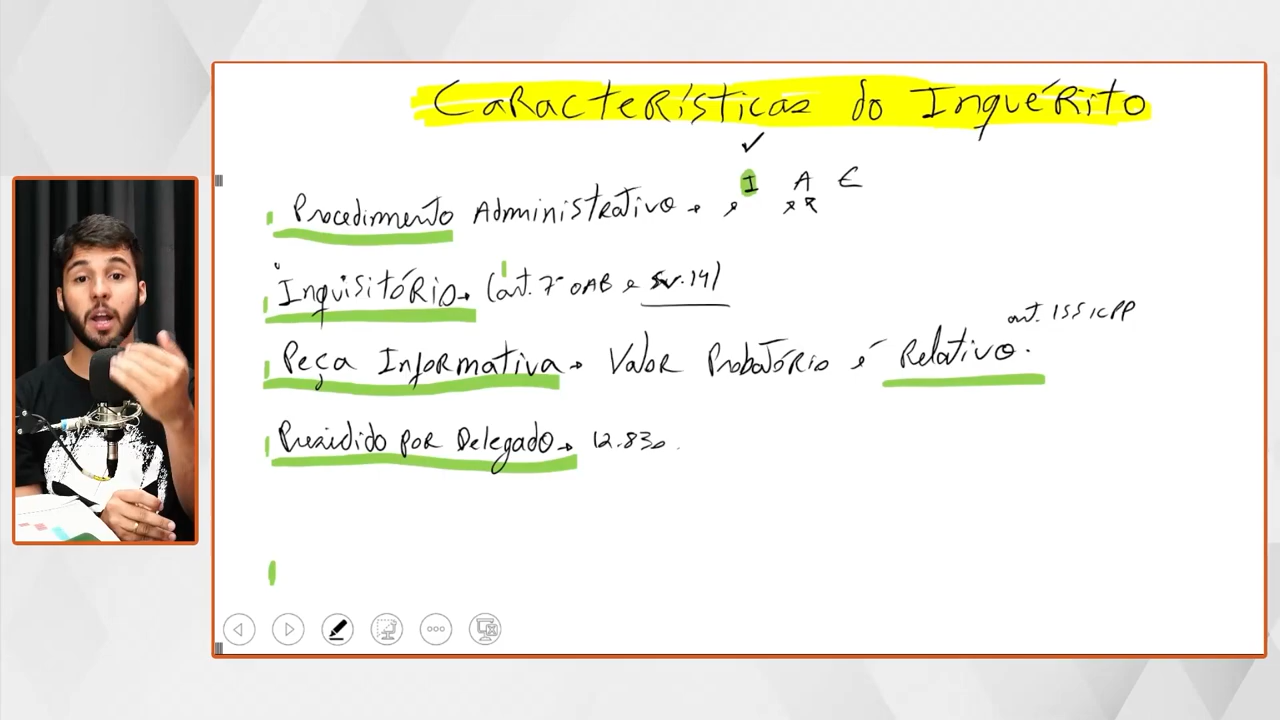 Características do Inquérito
I A E
Procedimento Administrativo →
Inquisitório → (art. 7º OAB e SV. 14)
art. 155 CPP
Peça Informativa → Valor Probatório é Relativo.
Presidido por Delegado → 12.830